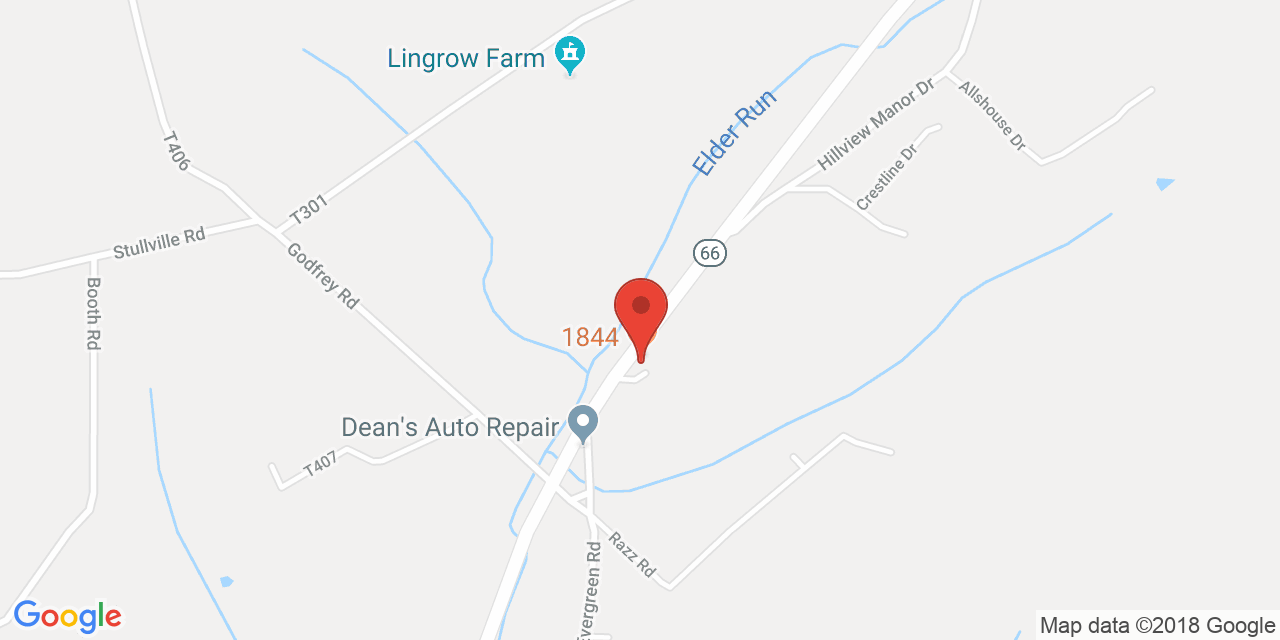 Lingrow Farm
Elder Run
Hillview Manor Dr
Allshouse Dr
Crestline Dr
T406
T301
Stullville Rd
Godfrey Rd
66
Booth Rd
1844
Dean's Auto Repair
T407
Razz Rd
Evergreen Rd
Google
Map data ©2018 Google